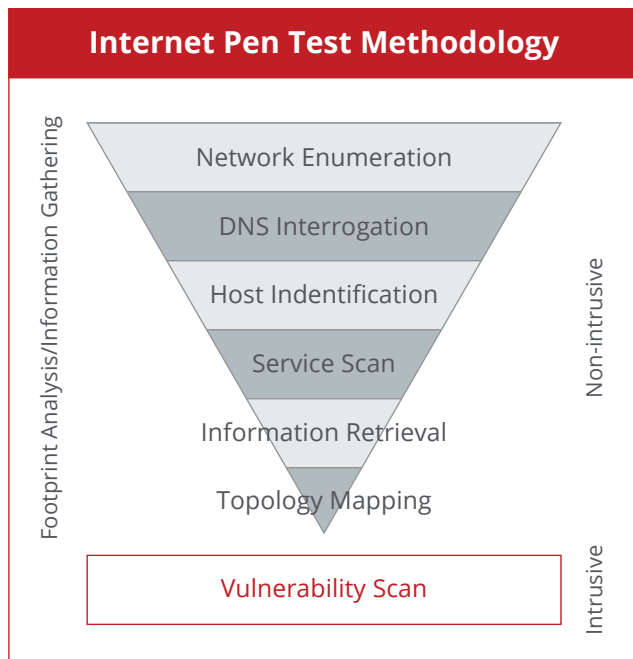 Internet Pen Test Methodology
Footprint Analysis/Information Gathering
Network Enumeration
DNS Interrogation
Host Indentification
Service Scan
Information Retrieval
Topology Mapping
Non-intrusive
Vulnerability Scan
Intrusive